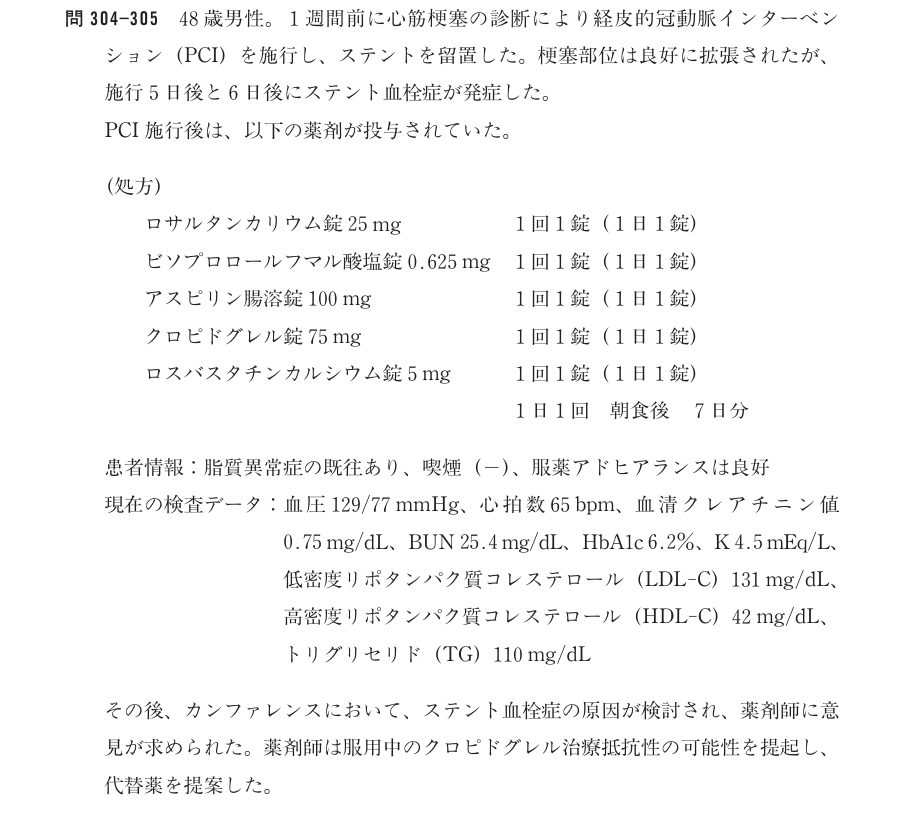 問 304−305　48 歳男性。1 週間前に心筋梗塞の診断により経皮的冠動脈インターベン
ション（PCI）を施行し、ステントを留置した。梗塞部位は良好に拡張されたが、
施行 5 日後と 6 日後にステント血栓症が発症した。
PCI 施行後は、以下の薬剤が投与されていた。
(処方)
ロサルタンカリウム錠 25 mg　1 回 1 錠（1 日 1 錠）
ビソプロロールフマル酸塩錠 0.625 mg　1 回 1 錠（1 日 1 錠）
アスピリン腸溶錠 100 mg　1 回 1 錠（1 日 1 錠）
クロピドグレル錠 75 mg　1 回 1 錠（1 日 1 錠）
ロスバスタチンカルシウム錠 5 mg　1 回 1 錠（1 日 1 錠）
1 日 1 回　朝食後　7 日分
患者情報：脂質異常症の既往あり、喫煙（−）、服薬アドヒアランスは良好
現在の検査データ：血圧 129/77 mmHg、心拍数 65 bpm、血清クレアチニン値
0.75 mg/dL、BUN 25.4 mg/dL、HbA1c 6.2%、K 4.5 mEq/L、
低密度リポタンパク質コレステロール（LDL-C）131 mg/dL、
高密度リポタンパク質コレステロール（HDL-C）42 mg/dL、
トリグリセリド（TG）110 mg/dL
その後、カンファレンスにおいて、ステント血栓症の原因が検討され、薬剤師に意
見が求められた。薬剤師は服用中のクロピドグレル治療抵抗性の可能性を提起し、
代替薬を提案した。